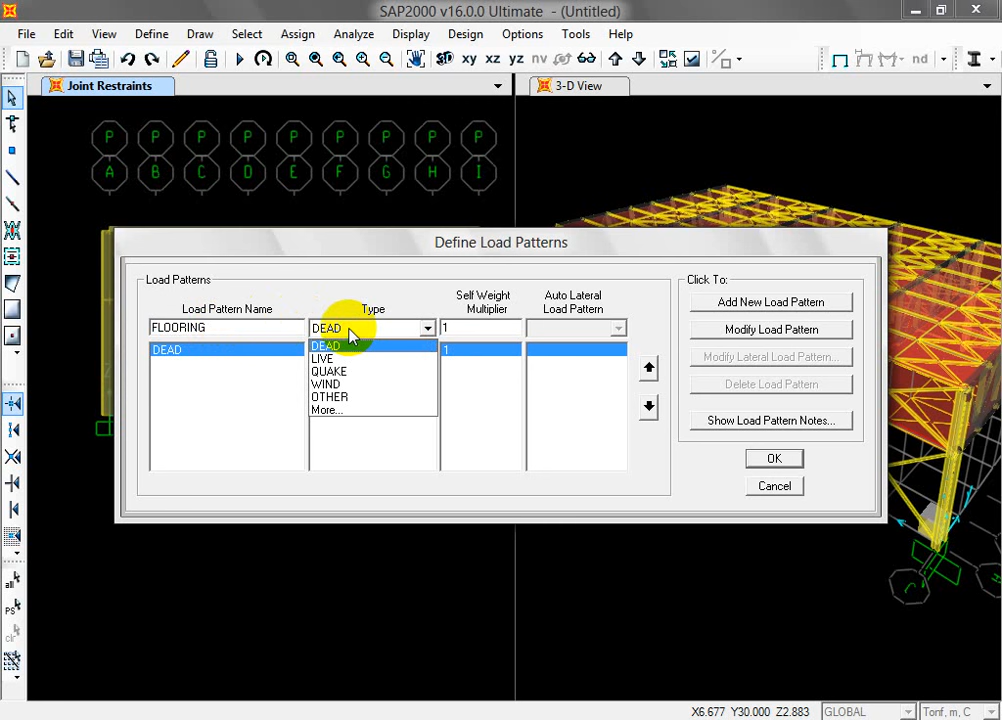 SAP2000 v16.0.0 Ultimate - (Untitled)
File Edit View Define Draw Select Assign Analyze Display Design Options Tools Help
3D xy xz yz nv nd
Joint Restraints
3-D View
P P P P P P P P P
A B C D E F G H I
Define Load Patterns
Load Patterns
Click To:
Load Pattern Name
Type
Self Weight
Multiplier
Auto Lateral
Load Pattern
FLOORING
DEAD
1
DEAD
1
DEAD
LIVE
QUAKE
WIND
OTHER
More...
Add New Load Pattern
Modify Load Pattern
Modify Lateral Load Pattern...
Delete Load Pattern
Show Load Pattern Notes...
OK
Cancel
all
PS
clr
X6.677 Y30.000 Z2.883
GLOBAL
Tonf, m, C